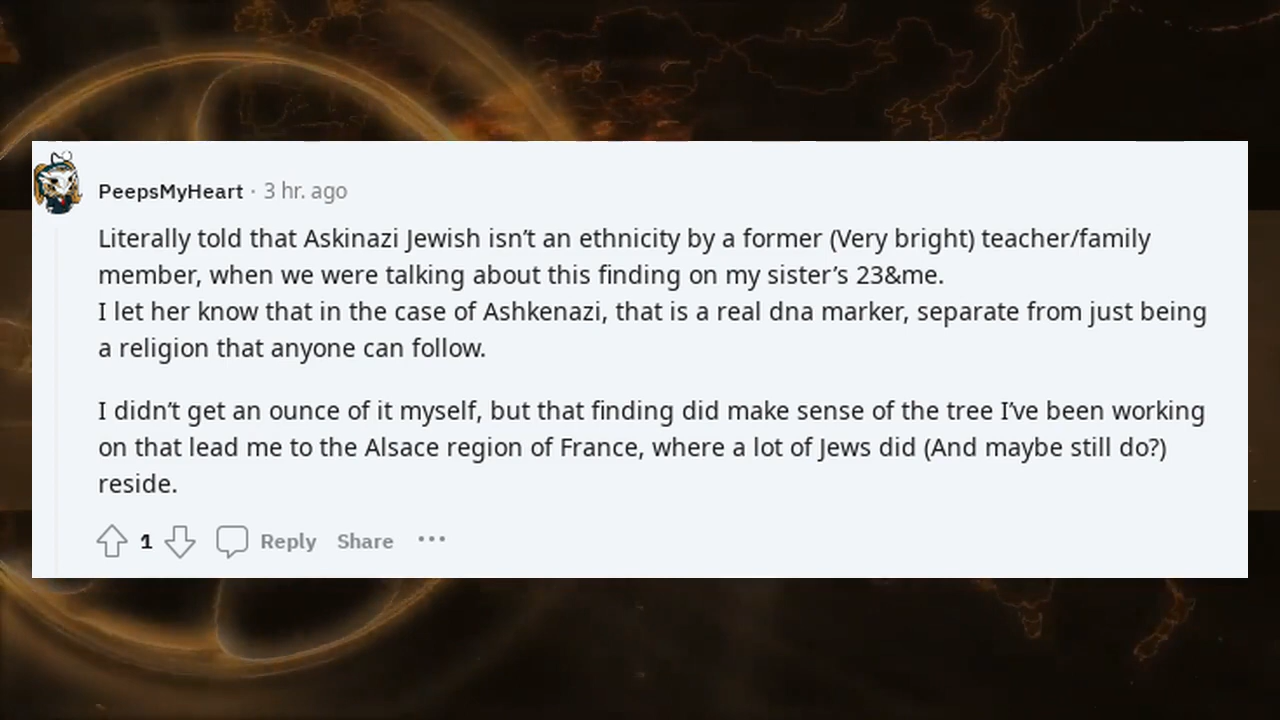 PeepsMyHeart · 3 hr. ago
Literally told that Askinazi Jewish isn’t an ethnicity by a former (Very bright) teacher/family
member, when we were talking about this finding on my sister’s 23&me.
I let her know that in the case of Ashkenazi, that is a real dna marker, separate from just being
a religion that anyone can follow.
I didn’t get an ounce of it myself, but that finding did make sense of the tree I’ve been working
on that lead me to the Alsace region of France, where a lot of Jews did (And maybe still do?)
reside.
1 Reply Share ···